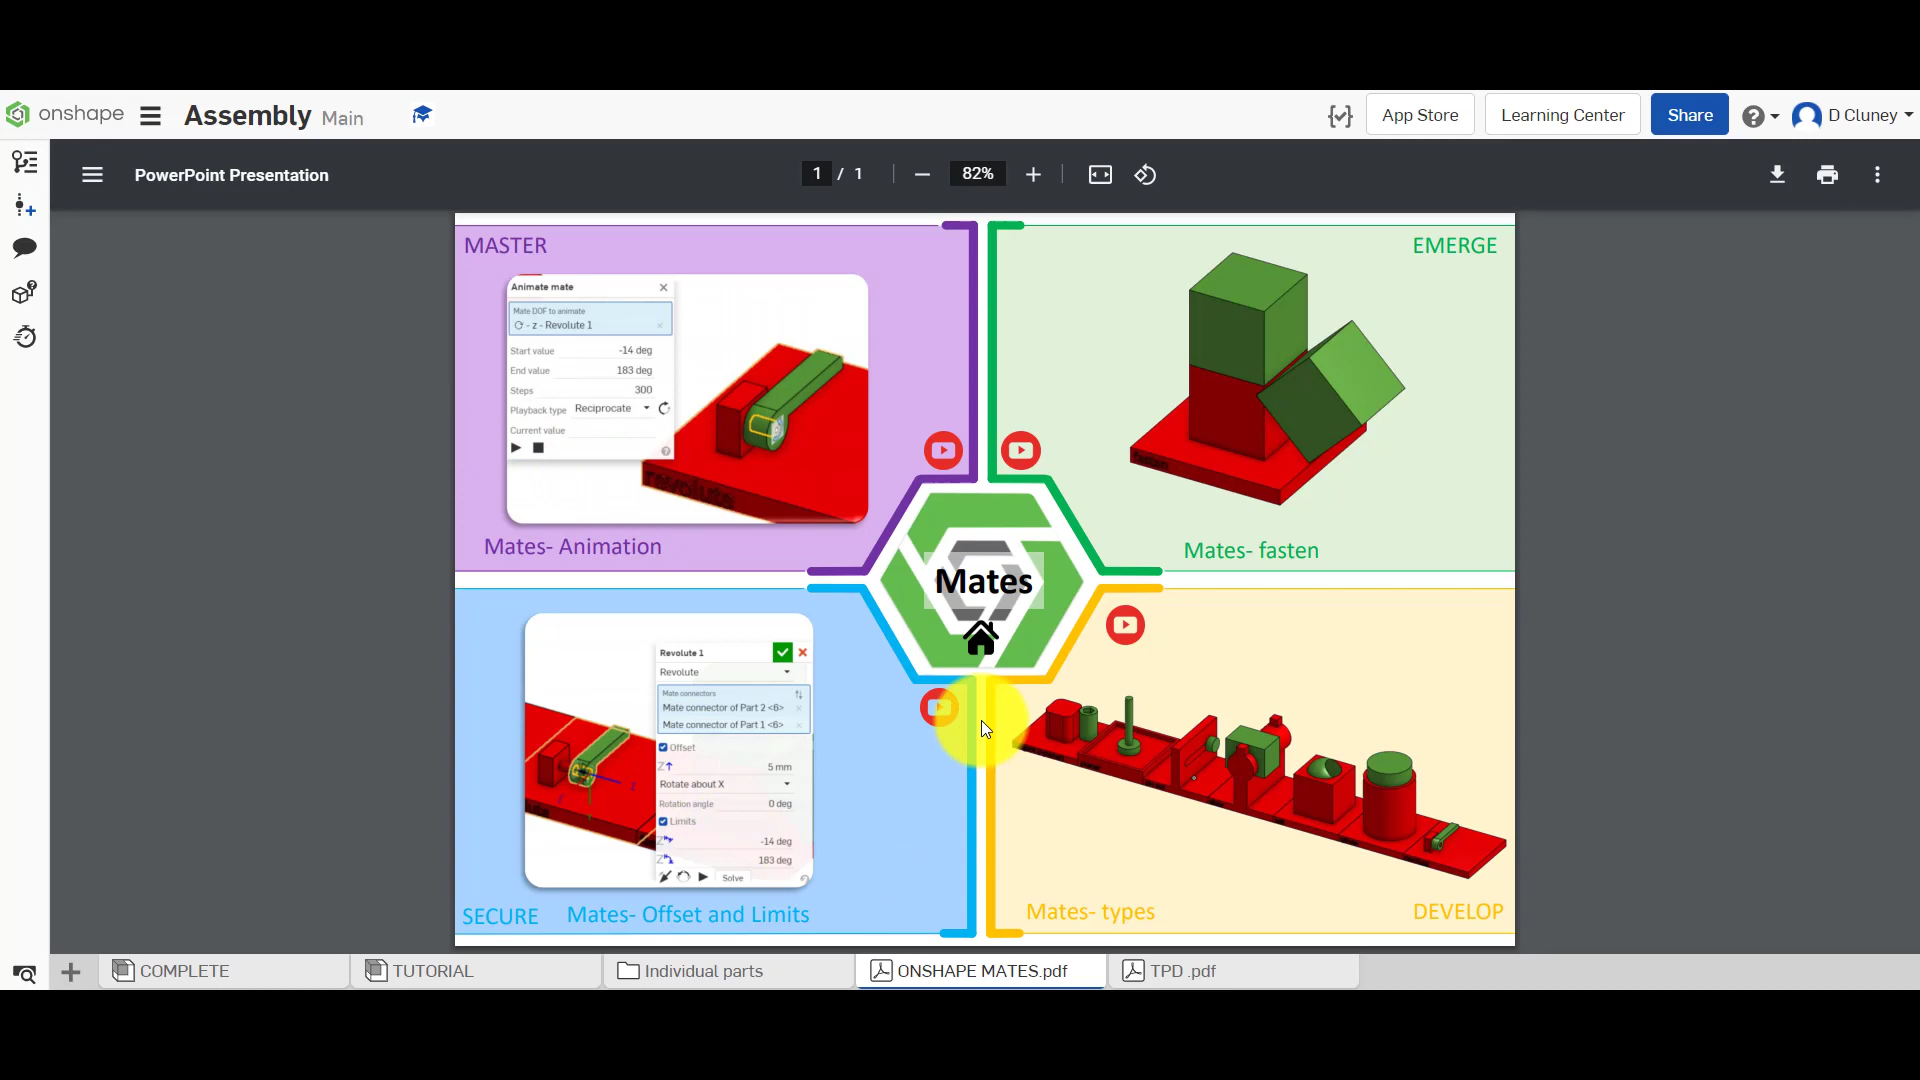 onshape
Assembly Main
App Store
Learning Center
Share
D Cluney
PowerPoint Presentation
1 / 1
82%
MASTER
Animate mate
Mate DOF to animate
- z - Revolute 1
Start value -14 deg
End value 183 deg
Steps 300
Playback type Reciprocate
Current value
revolute
Mates- Animation
EMERGE
Mates- fasten
Mates
Revolute 1
Revolute
Mate connectors
Mate connector of Part 2 <6>
Mate connector of Part 1 <6>
Offset
Z 5 mm
Rotate about X
Rotation angle 0 deg
Limits
Z -14 deg
Z 183 deg
Solve
SECURE Mates- Offset and Limits
Mates- types
DEVELOP
COMPLETE
TUTORIAL
Individual parts
ONSHAPE MATES.pdf
TPD .pdf